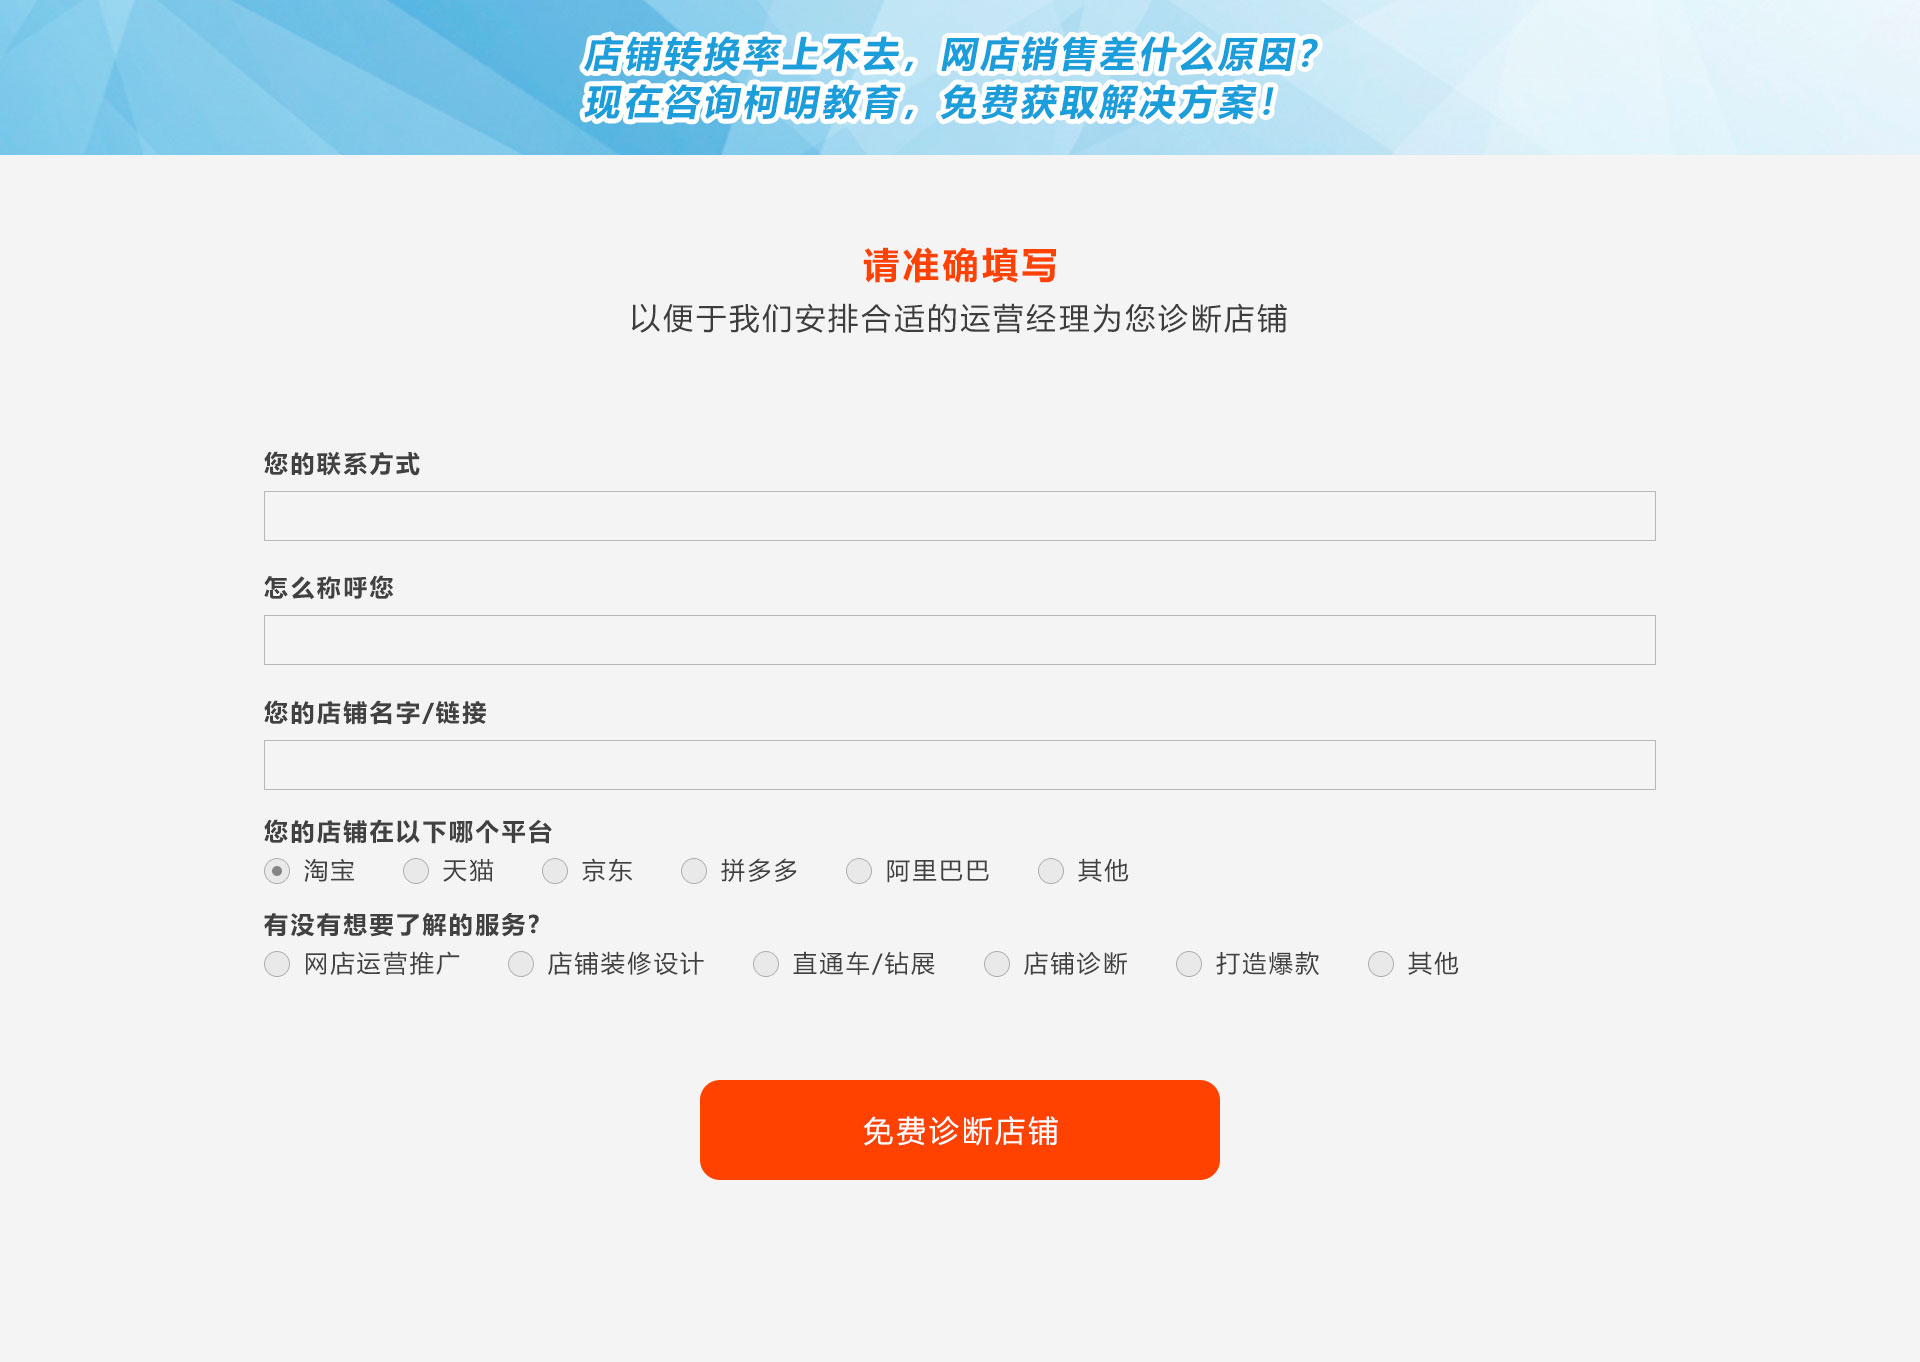 店铺转换率上不去，网店销售差什么原因？
现在咨询柯明教育，免费获取解决方案！
请准确填写
以便于我们安排合适的运营经理为您诊断店铺
您的联系方式
怎么称呼您
您的店铺名字/链接
您的店铺在以下哪个平台
淘宝 天猫 京东 拼多多 阿里巴巴 其他
有没有想要了解的服务?
网店运营推广 店铺装修设计 直通车/钻展 店铺诊断 打造爆款 其他
免费诊断店铺